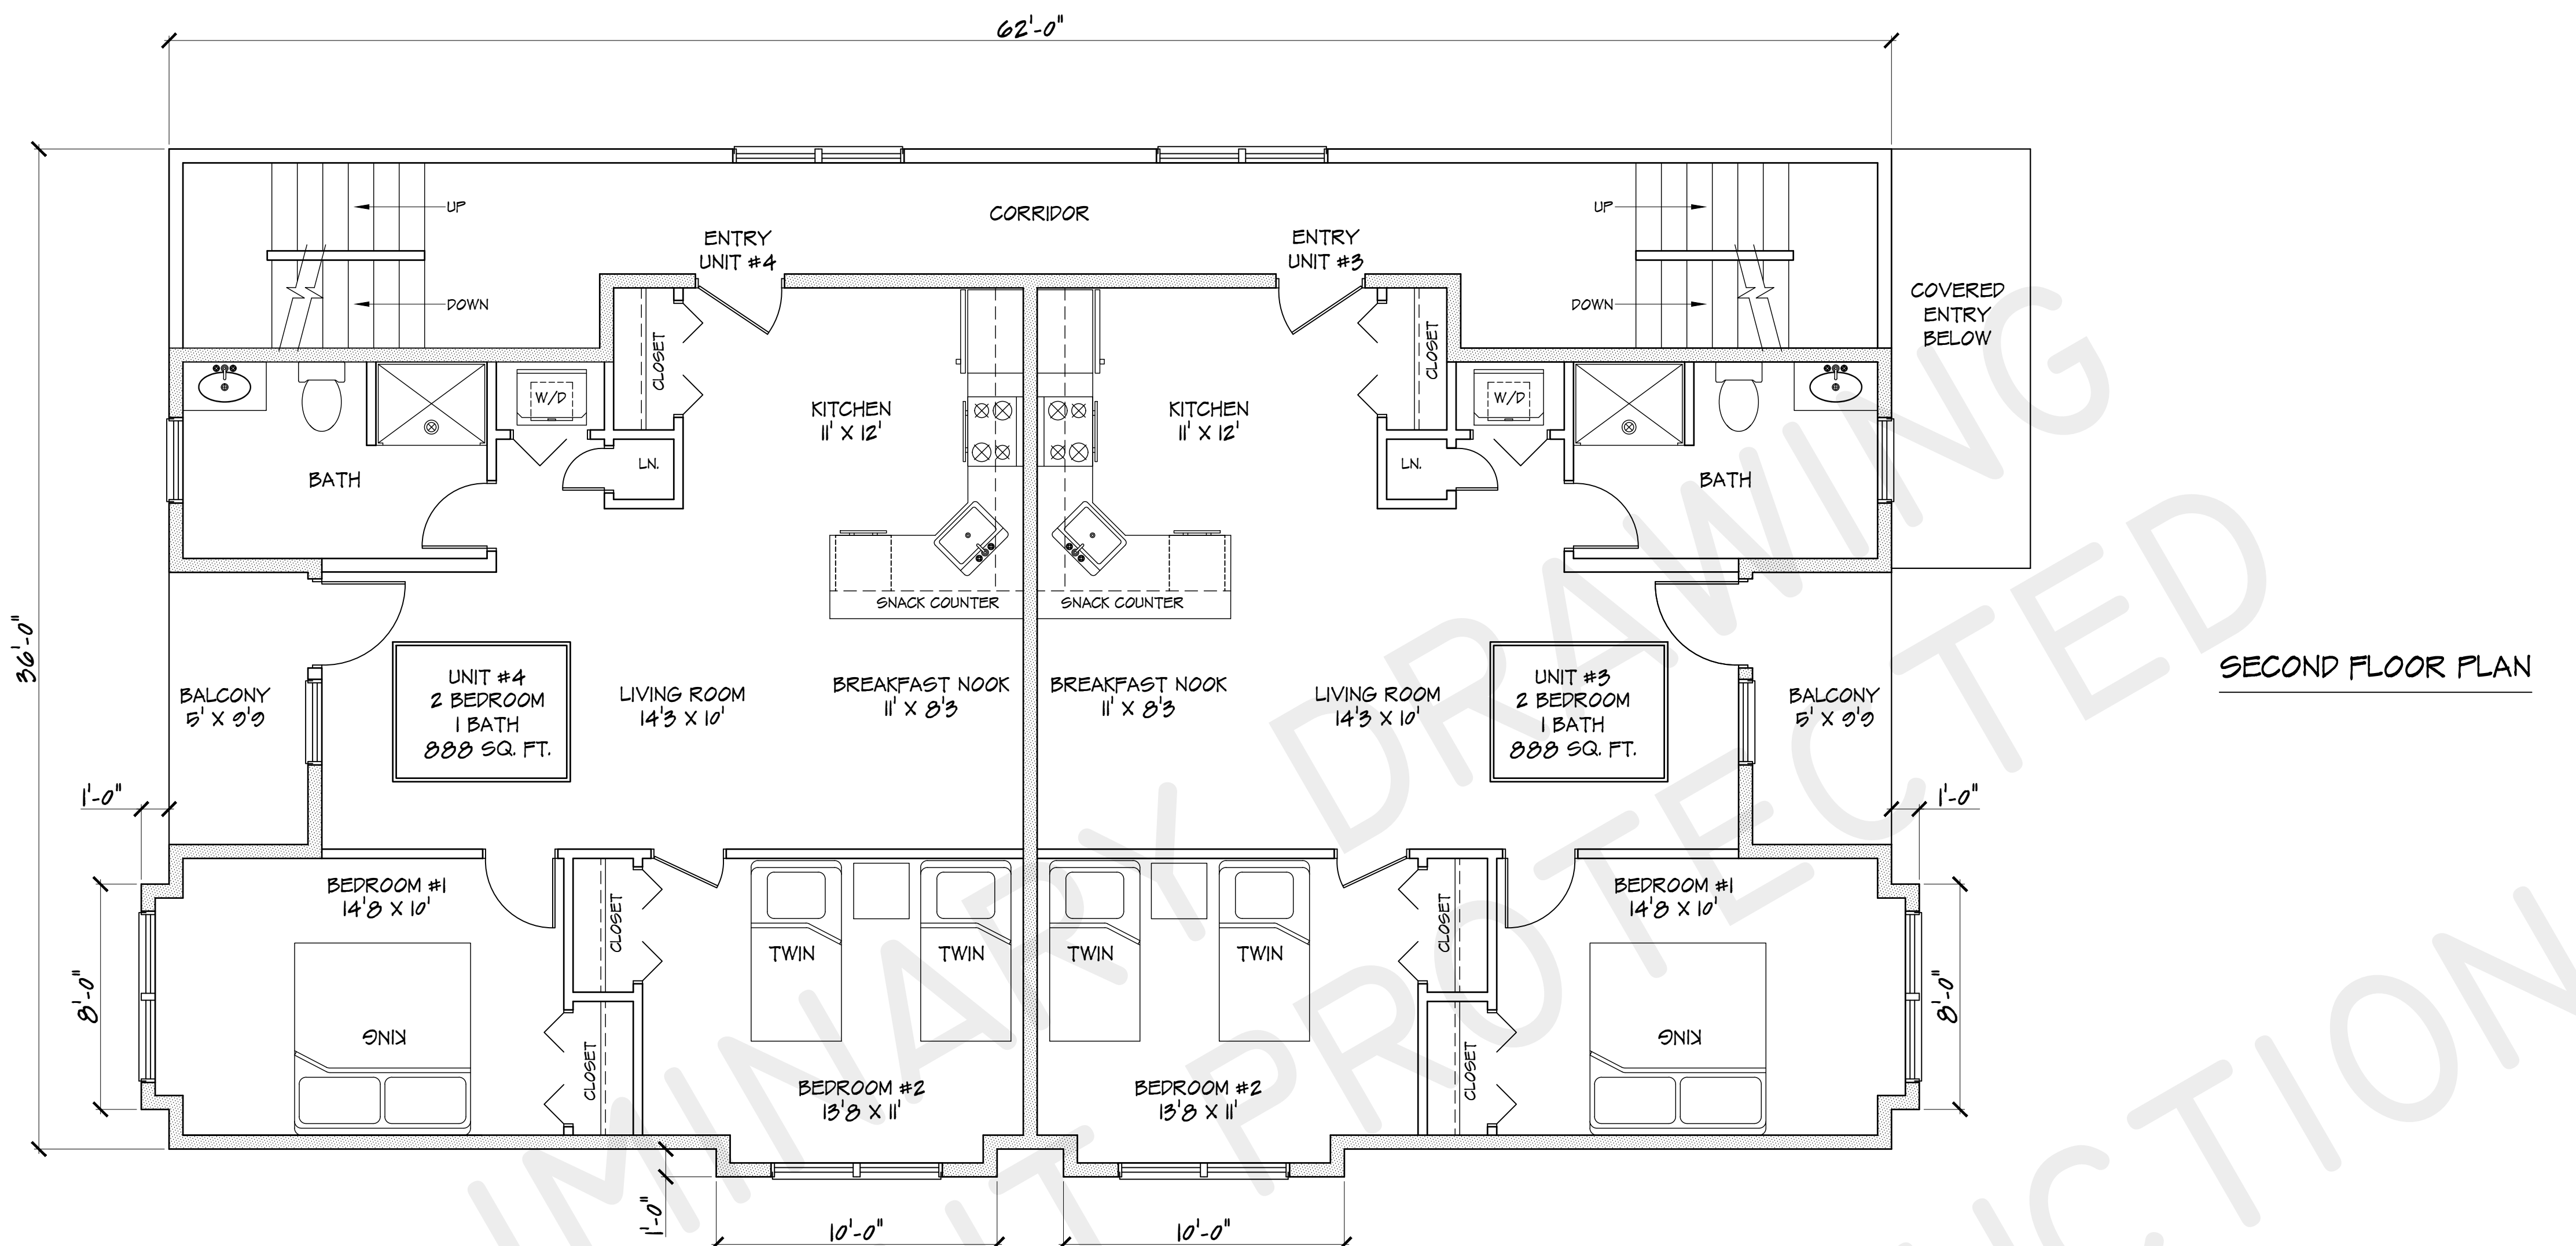 62'-0"
UP
CORRIDOR
UP
ENTRY
UNIT #4
ENTRY
UNIT #3
DOWN
DOWN
COVERED
ENTRY
BELOW
CLOSET
CLOSET
W/D
W/D
KITCHEN
11' X 12'
KITCHEN
11' X 12'
LN.
LN.
BATH
BATH
SNACK COUNTER
SNACK COUNTER
36'-0"
SECOND FLOOR PLAN
UNIT #4
2 BEDROOM
1 BATH
888 SQ. FT.
UNIT #3
2 BEDROOM
1 BATH
888 SQ. FT.
BALCONY
5' X 9'9
LIVING ROOM
14'3 X 10'
BREAKFAST NOOK
11' X 8'3
BREAKFAST NOOK
11' X 8'3
LIVING ROOM
14'3 X 10'
BALCONY
5' X 9'9
1'-0"
1'-0"
BEDROOM #1
14'8 X 10'
BEDROOM #1
14'8 X 10'
CLOSET
CLOSET
TWIN
TWIN
TWIN
TWIN
8'-0"
8'-0"
KING
KING
CLOSET
CLOSET
BEDROOM #2
13'8 X 11'
BEDROOM #2
13'8 X 11'
1'-0"
10'-0"
10'-0"
MINARY DRAWING
T PROTECTED
CTION